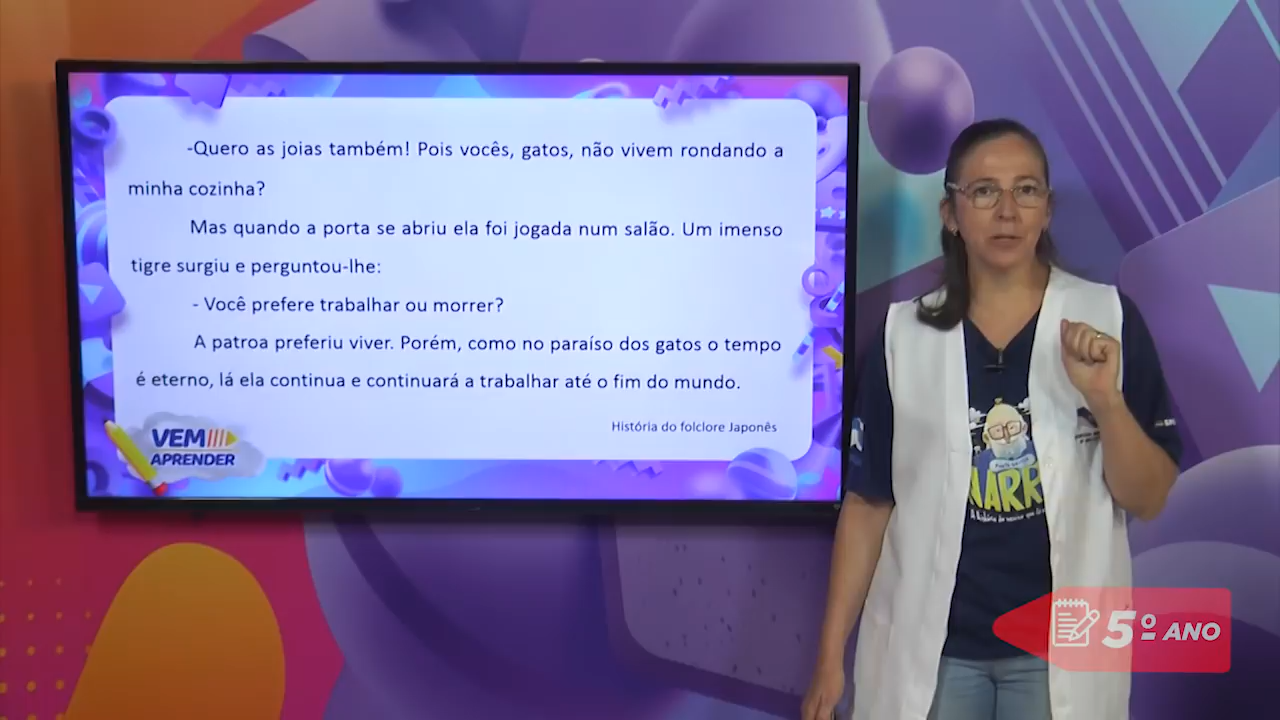 -Quero as joias também! Pois vocês, gatos, não vivem rondando a
minha cozinha?
Mas quando a porta se abriu ela foi jogada num salão. Um imenso
tigre surgiu e perguntou-lhe:
- Você prefere trabalhar ou morrer?
A patroa preferiu viver. Porém, como no paraíso dos gatos o tempo
é eterno, lá ela continua e continuará a trabalhar até o fim do mundo.
História do folclore Japonês
VEM
APRENDER
5º ANO